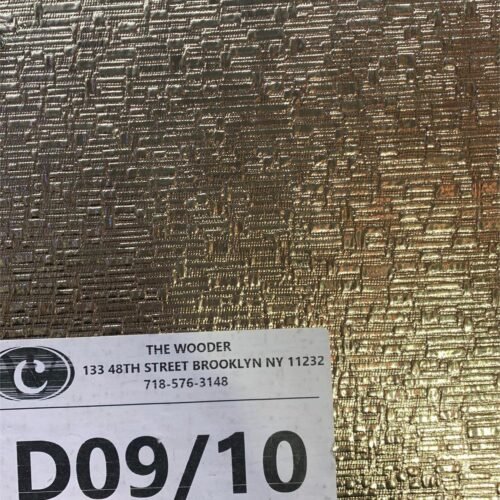 THE WOODER
C 133 48TH STREET BROOKLYN NY 11232
718-576-3148
D09/10